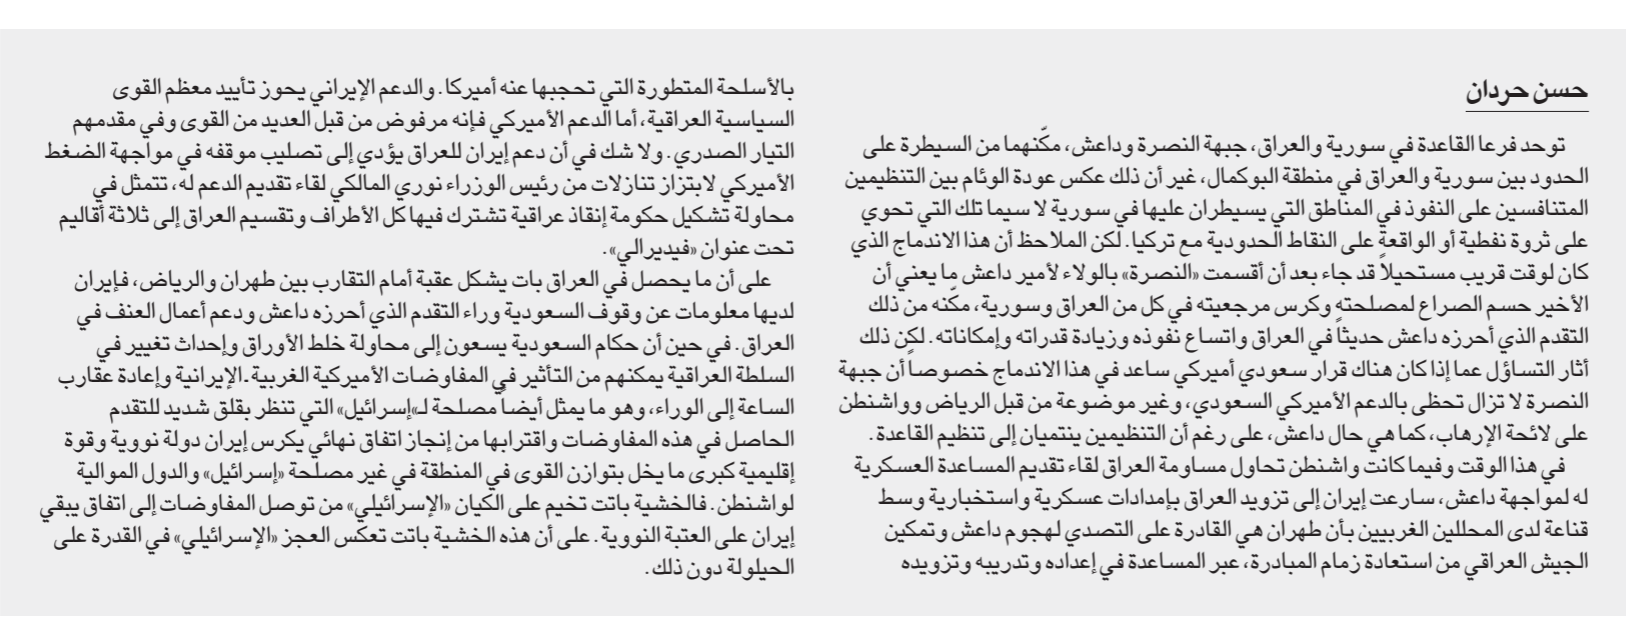 حسن حردان
توحد فرعا القاعدة في سورية والعراق، جبهة النصرة وداعش، مكّنهما من السيطرة على
الحدود بين سورية والعراق في منطقة البوكمال، غير أن ذلك عكس عودة الوئام بين التنظيمين
المتنافسين على النفوذ في المناطق التي يسيطران عليها في سورية لا سيما تلك التي تحوي
على ثروة نفطية أو الواقعة على النقاط الحدودية مع تركيا. لكن الملاحظ أن هذا الاندماج الذي
كان لوقت قريب مستحيلاً قد جاء بعد أن أقسمت «النصرة» بالولاء لأمير داعش ما يعني أن
الأخير حسم الصراع لمصلحته وكرس مرجعيته في كل من العراق وسورية، مكّنه من ذلك
التقدم الذي أحرزه داعش حديثاً في العراق واتساع نفوذه وزيادة قدراته وإمكاناته. لكن ذلك
أثار التساؤل عما إذا كان هناك قرار سعودي أميركي ساعد في هذا الاندماج خصوصاً أن جبهة
النصرة لا تزال تحظى بالدعم الأميركي السعودي، وغير موضوعة من قبل الرياض وواشنطن
على لائحة الإرهاب، كما هي حال داعش، على رغم أن التنظيمين ينتميان إلى تنظيم القاعدة.
في هذا الوقت وفيما كانت واشنطن تحاول مساومة العراق لقاء تقديم المساعدة العسكرية
له لمواجهة داعش، سارعت إيران إلى تزويد العراق بإمدادات عسكرية واستخبارية وسط
قناعة لدى المحللين الغربيين بأن طهران هي القادرة على التصدي لهجوم داعش وتمكين
الجيش العراقي من استعادة زمام المبادرة، عبر المساعدة في إعداده وتدريبه وتزويده
بالأسلحة المتطورة التي تحجبها عنه أميركا. والدعم الإيراني يحوز تأييد معظم القوى
السياسية العراقية، أما الدعم الأميركي فإنه مرفوض من قبل العديد من القوى وفي مقدمهم
التيار الصدري. ولا شك في أن دعم إيران للعراق يؤدي إلى تصليب موقفه في مواجهة الضغط
الأميركي لابتزاز تنازلات من رئيس الوزراء نوري المالكي لقاء تقديم الدعم له، تتمثل في
محاولة تشكيل حكومة إنقاذ عراقية تشترك فيها كل الأطراف وتقسيم العراق إلى ثلاثة أقاليم
تحت عنوان «فيديرالي».
على أن ما يحصل في العراق بات يشكل عقبة أمام التقارب بين طهران والرياض، فإيران
لديها معلومات عن وقوف السعودية وراء التقدم الذي أحرزه داعش ودعم أعمال العنف في
العراق. في حين أن حكام السعودية يسعون إلى محاولة خلط الأوراق وإحداث تغيير في
السلطة العراقية يمكنهم من التأثير في المفاوضات الأميركية الغربية ـ الإيرانية وإعادة عقارب
الساعة إلى الوراء، وهو ما يمثل أيضاً مصلحة لـ«إسرائيل» التي تنظر بقلق شديد للتقدم
الحاصل في هذه المفاوضات واقترابها من إنجاز اتفاق نهائي يكرس إيران دولة نووية وقوة
إقليمية كبرى ما يخل بتوازن القوى في المنطقة في غير مصلحة «إسرائيل» والدول الموالية
لواشنطن. فالخشية باتت تخيم على الكيان «الإسرائيلي» من توصل المفاوضات إلى اتفاق يبقي
إيران على العتبة النووية. على أن هذه الخشية باتت تعكس العجز «الإسرائيلي» في القدرة على
الحيلولة دون ذلك.